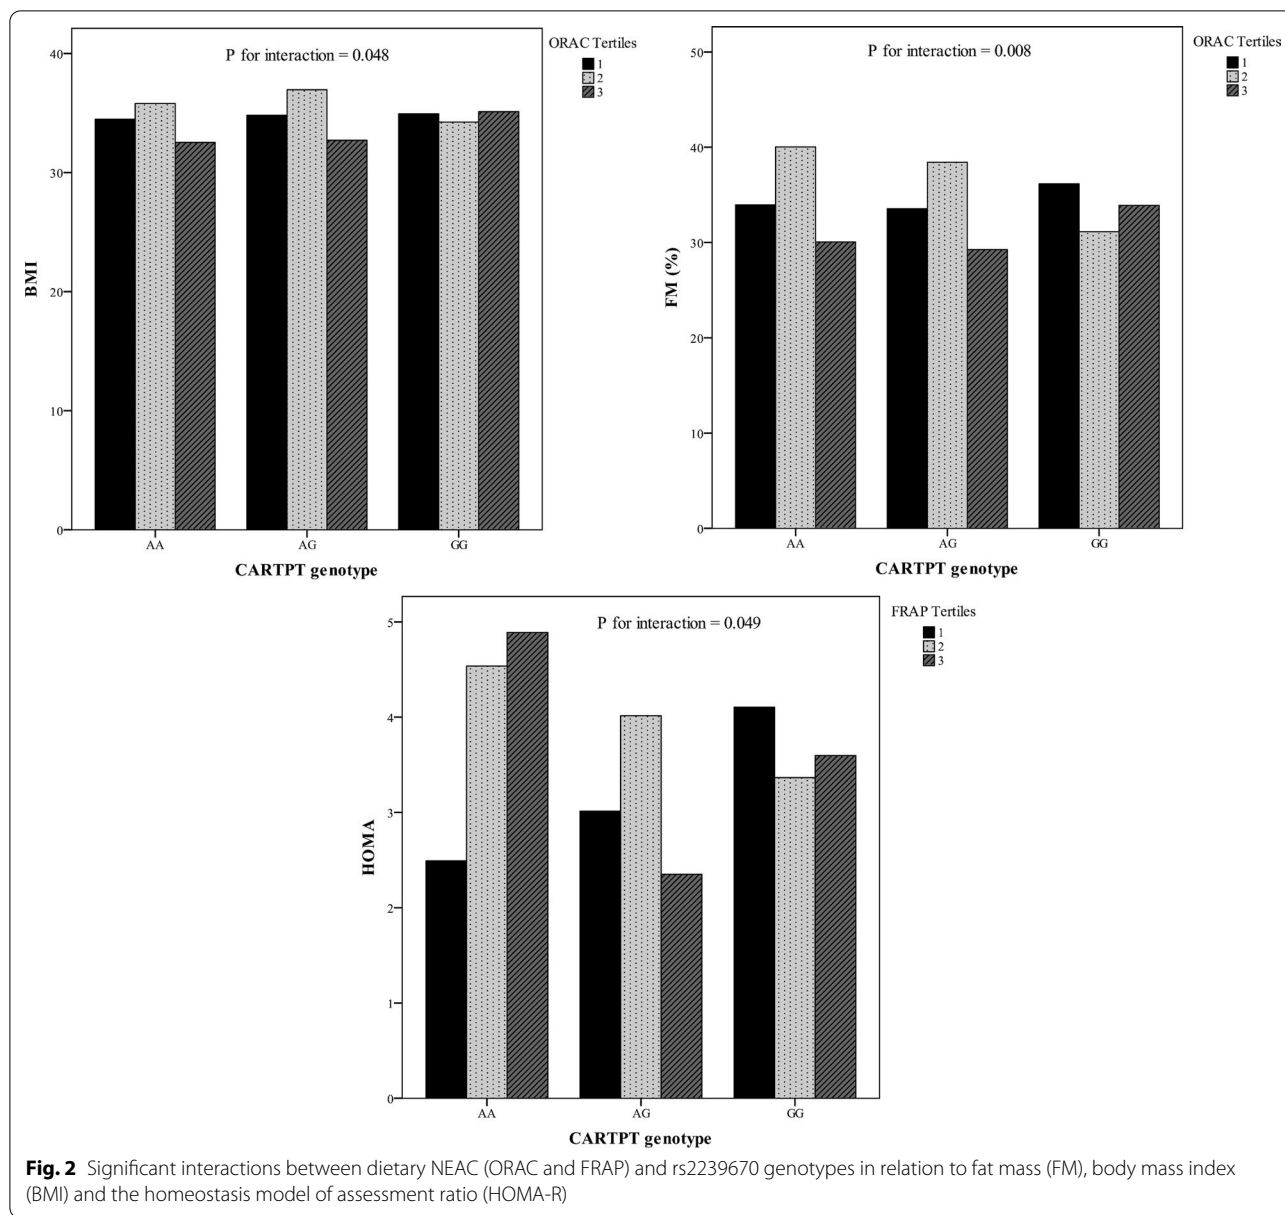 P for interaction = 0.048
ORAC Tertiles
1
2
3
40
30
20
10
0
BMI
AA
AG
GG
CARTPT genotype
P for interaction = 0.008
ORAC Tertiles
1
2
3
50
40
30
20
10
0
FM (%)
AA
AG
GG
CARTPT genotype
P for interaction = 0.049
FRAP Tertiles
1
2
3
5
4
3
2
1
0
HOMA
AA
AG
GG
CARTPT genotype
Fig. 2 Significant interactions between dietary NEAC (ORAC and FRAP) and rs2239670 genotypes in relation to fat mass (FM), body mass index
(BMI) and the homeostasis model of assessment ratio (HOMA-R)